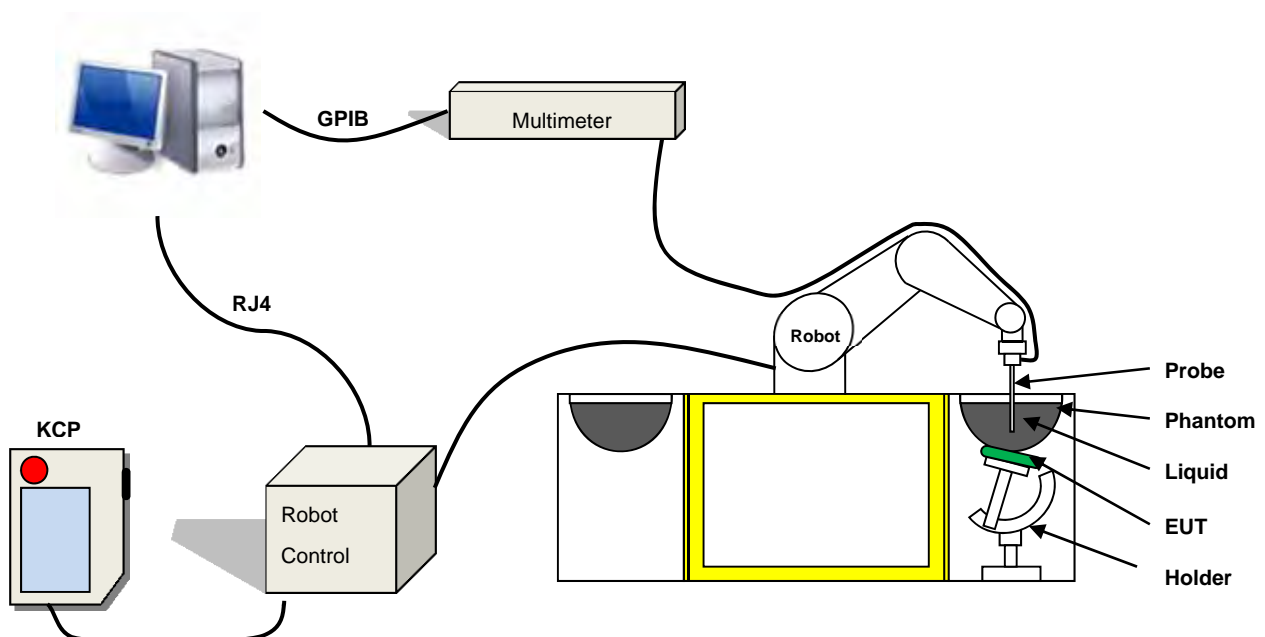 GPIB
Multimeter
RJ4
Robot
Probe
Phantom
KCP
Liquid
Robot
Control
EUT
Holder